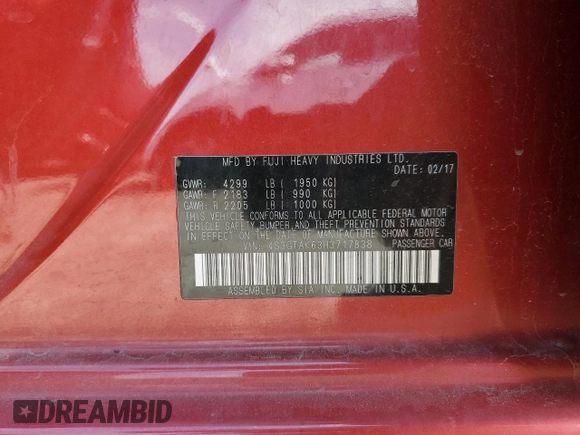 MFD BY FUJI HEAVY INDUSTRIES LTD.
DATE: 02/17
GVWR: 4299 LB( 1950 KG)
GAWR: F 2183 LB( 990 KG)
GAWR: R 2205 LB( 1000 KG)
THIS VEHICLE CONFORMS TO ALL APPLICABLE FEDERAL MOTOR
VEHICLE SAFETY, BUMPER, AND THEFT PREVENTION STANDARDS
IN EFFECT ON THE DATE OF MANUFACTURE SHOWN ABOVE.
VIN: 4S3GTAK63H3717838 PASSENGER CAR
ASSEMBLED BY SIA INC. MADE IN U.S.A.
DREAMBID